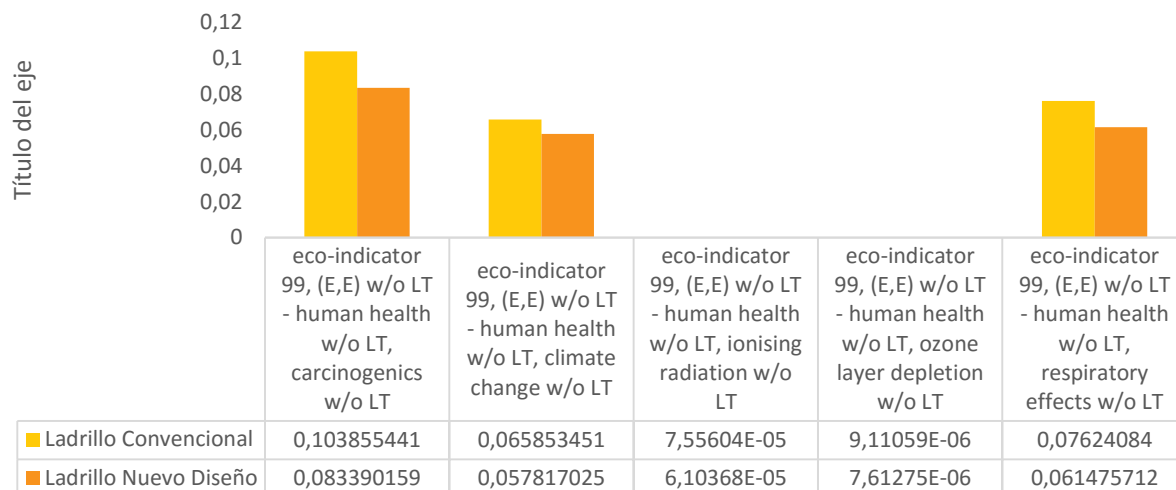 Título del eje
0,12
0,1
0,08
0,06
0,04
0,02
0
eco-indicator
99, (E,E) w/o LT
- human health
w/o LT,
carcinogenics
w/o LT
eco-indicator
99, (E,E) w/o LT
- human health
w/o LT, climate
change w/o LT
eco-indicator
99, (E,E) w/o LT
- human health
w/o LT, ionising
radiation w/o
LT
eco-indicator
99, (E,E) w/o LT
- human health
w/o LT, ozone
layer depletion
w/o LT
eco-indicator
99, (E,E) w/o LT
- human health
w/o LT,
respiratory
effects w/o LT
Ladrillo Convencional 0,103855441 0,065853451 7,55604E-05 9,11059E-06 0,07624084
Ladrillo Nuevo Diseño 0,083390159 0,057817025 6,10368E-05 7,61275E-06 0,061475712